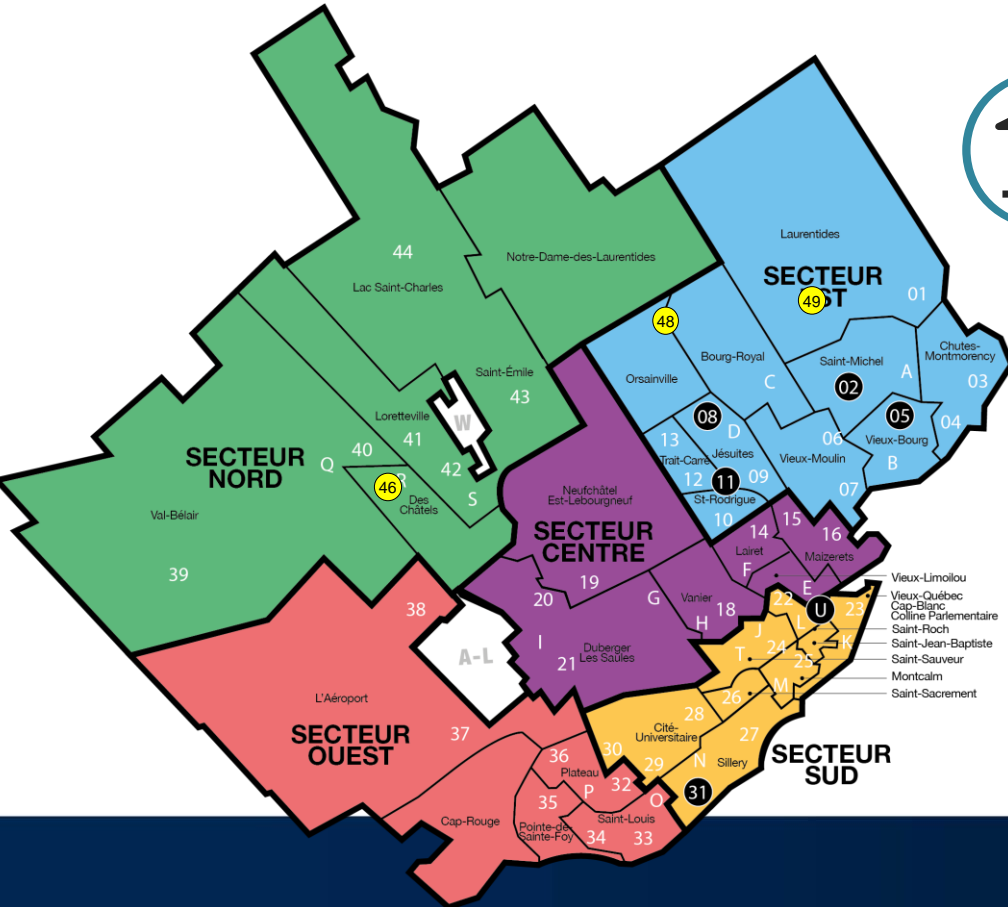 44
Lac Saint-Charles
Notre-Dame-des-Laurentides
Laurentides
SECTEUR
49
01
48
Bourg-Royal
Saint-Michel
02
A
Chutes-
Montmorency
03
Orsainville
C
Saint-Émile
43
08
D
05
Vieux-Bourg
04
B
Loretteville
41
W
13
Trait-Carré
12
Jésuites
11
09
06
Vieux-Moulin
07
St-Rodrigue
10
SECTEUR
NORD
Q
40
46
Des
Châtels
42
S
Val-Bélair
39
Neufchâtel
Est-Lebourgneuf
SECTEUR
CENTRE
19
20
14
15
16
Lairet
F
Maizerets
E
G
Vanier
18
H
I
21
Duberger
Les Saules
38
A-L
22
U
23
L
J
24
K
T
25
M
26
Vieux-Limoilou
Vieux-Québec
Cap-Blanc
Colline Parlementaire
Saint-Roch
Saint-Jean-Baptiste
Saint-Sauveur
Montcalm
Saint-Sacrement
L'Aéroport
SECTEUR
OUEST
37
28
27
Cité-
Universitaire
30
29
N
Sillery
31
SECTEUR
SUD
36
Plateau
P
32
O
35
Pointe-de-
Sainte-Foy
Saint-Louis
34
33
Cap-Rouge